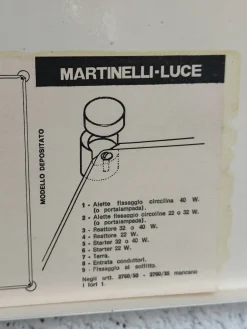 MARTINELLI-LUCE
MODELLO DEPOSITATO
1 - Alette fissaggio circoline 40 W.
(o portalampada).
2 - Alette fissaggio circoline 22 o 32 W.
(o portalampada).
3 - Reattore 32 o 40 W.
4 - Reattore 22 W.
5 - Starter 32 o 40 W.
6 - Starter 22 W.
7 - Terra.
8 - Entrata conduttori.
9 - Fissaggio al soffitto.
Negli artt. 2760/50 - 2760/35 mancano
i fori 1.